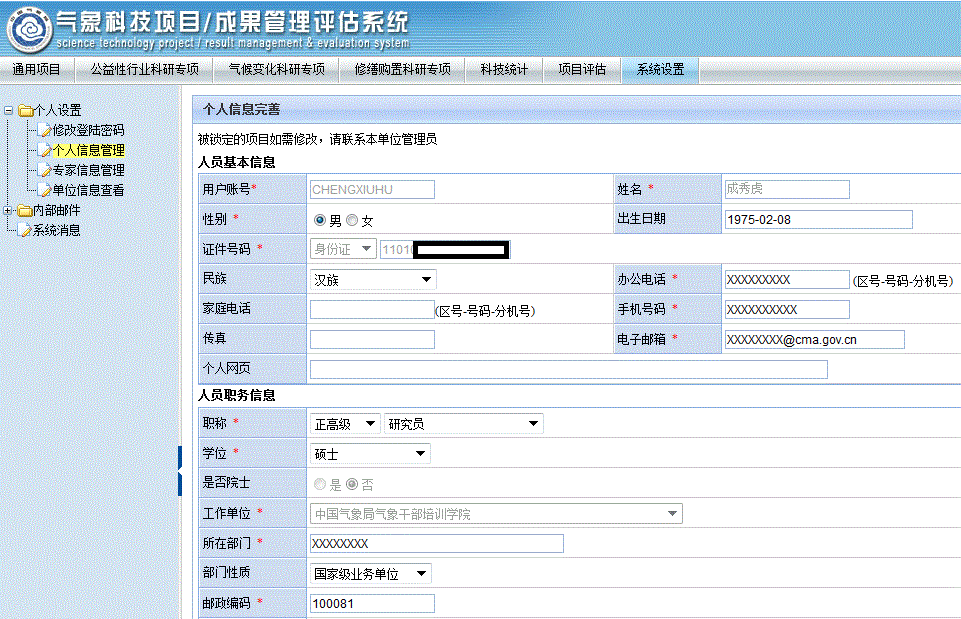 气象科技项目/成果管理评估系统
science technology project / result management & evaluation system
通用项目 公益性行业科研专项 气候变化科研专项 修缮购置科研专项 科技统计 项目评估 系统设置
个人设置
修改登陆密码
个人信息管理
专家信息管理
单位信息查看
内部邮件
系统消息
个人信息完善
被锁定的项目如需修改，请联系本单位管理员
人员基本信息
用户账号* CHENGXIUHU 姓名 * 成秀虎
性别 * 男 女 出生日期 1975-02-08
证件号码 * 身份证 1101
民族 汉族 办公电话 * XXXXXXXXX (区号-号码-分机号)
家庭电话 (区号-号码-分机号) 手机号码 * XXXXXXXXXX
传真 电子邮箱 * XXXXXXXX@cma.gov.cn
个人网页
人员职务信息
职称 * 正高级 研究员
学位 * 硕士
是否院士 是 否
工作单位 * 中国气象局气象干部培训学院
所在部门 * XXXXXXXX
部门性质 国家级业务单位
邮政编码 * 100081